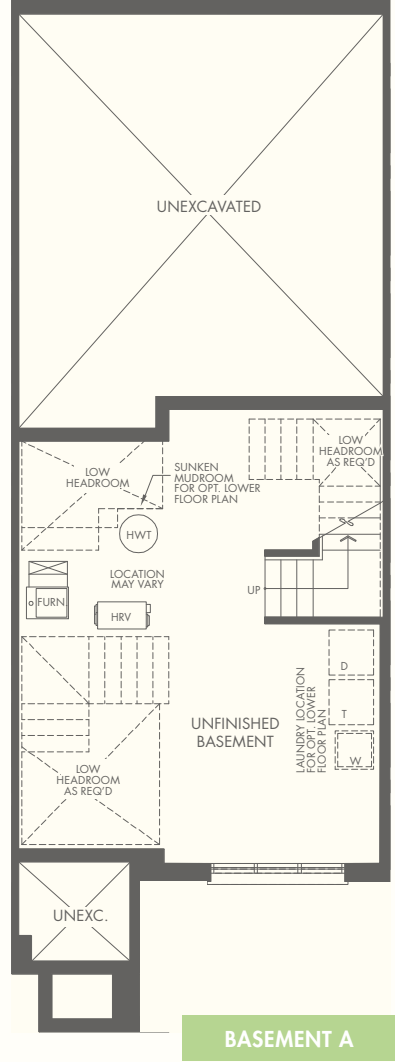 UNEXCAVATED
LOW
HEADROOM
AS REQ'D
LOW
HEADROOM
SUNKEN
MUDROOM
FOR OPT. LOWER
FLOOR PLAN
HWT
LOCATION
MAY VARY
FURN.
HRV
UP
D
T
W
LAUNDRY LOCATION
FOR OPT. LOWER
FLOOR PLAN
UNFINISHED
BASEMENT
LOW
HEADROOM
AS REQ'D
UNEXC.
BASEMENT A